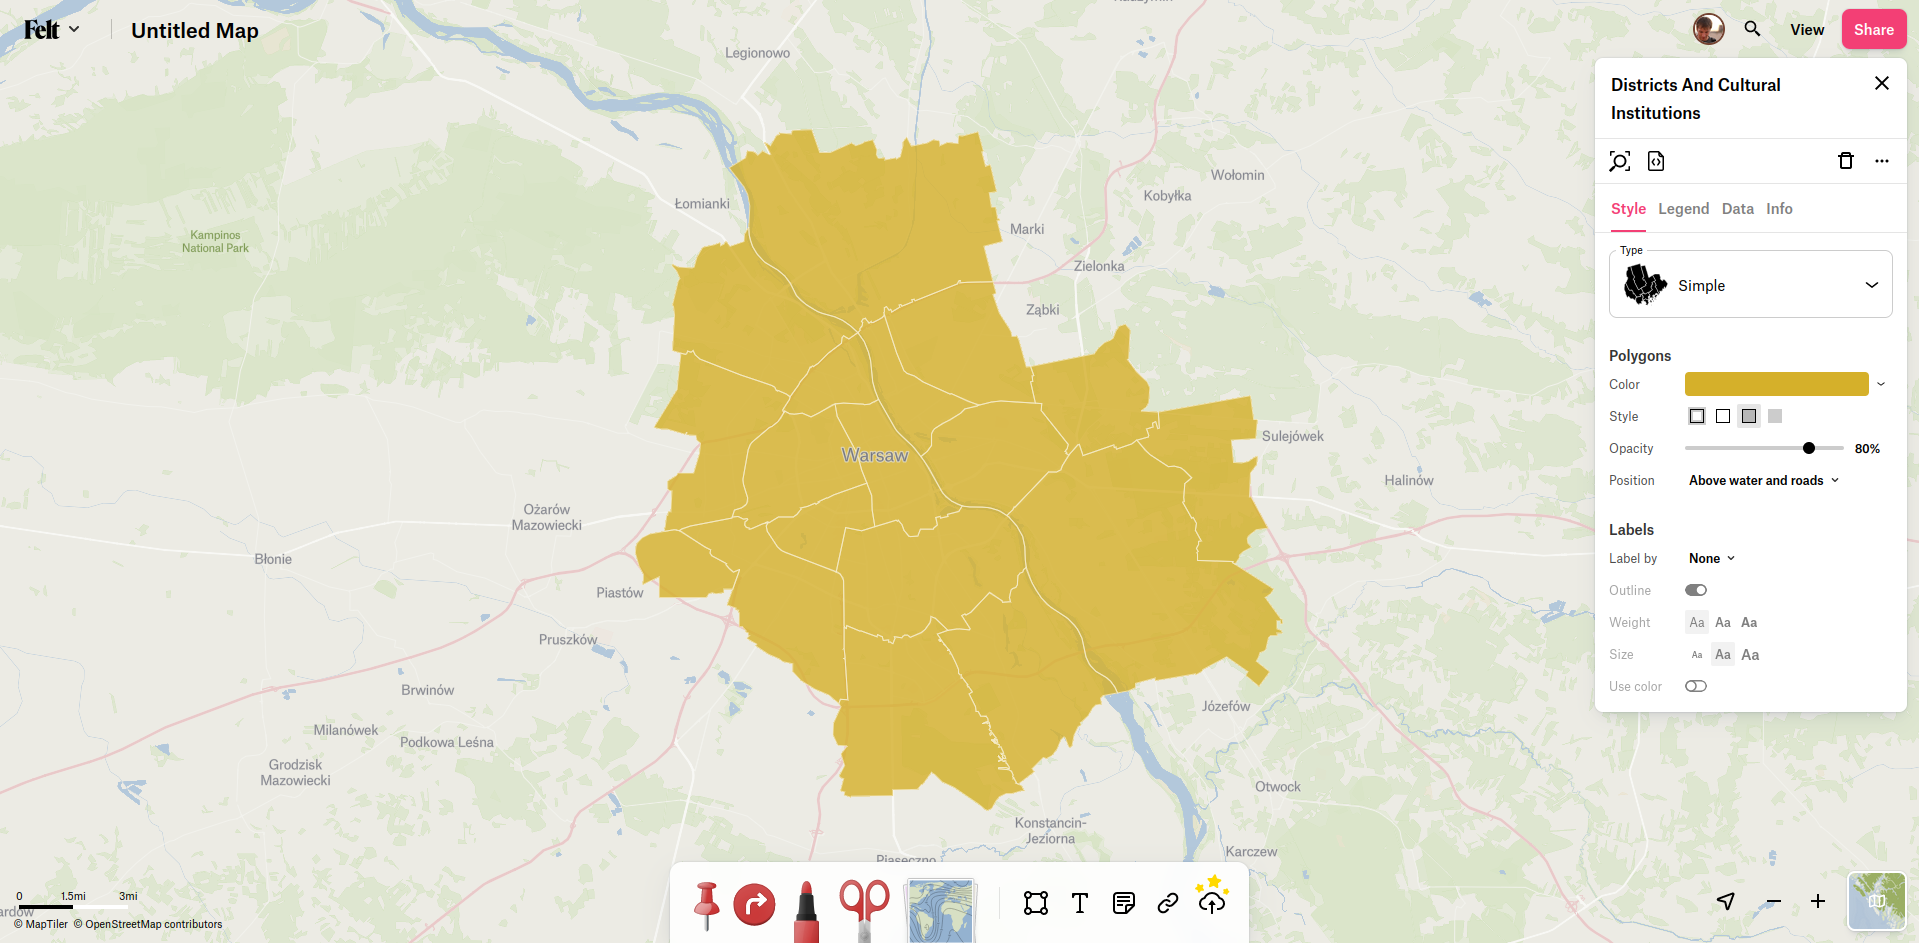 Felt
Untitled Map
View
Share
Districts And Cultural
Institutions
Style
Legend
Data
Info
Type
Simple
Polygons
Color
Style
Opacity
80%
Position
Above water and roads
Labels
Label by
None
Outline
Weight
Aa Aa Aa
Size
Aa Aa Aa
Use color
Legionowo
Łomianki
Kampinos
National Park
Wołomin
Kobyłka
Marki
Zielonka
Ząbki
Warsaw
Sulejówek
Halinów
Ożarów
Mazowiecki
Błonie
Piastów
Pruszków
Brwinów
Józefów
Milanówek
Podkowa Leśna
Grodzisk
Mazowiecki
Otwock
Konstancin-
Jeziorna
Karczew
Piaseczno
T
0 1.5mi 3mi
© MapTiler © OpenStreetMap contributors